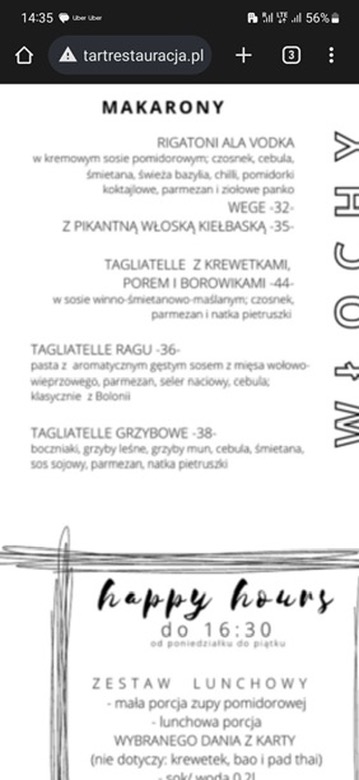 14:35 Uber Uber LTE 56%
tartrestauracja.pl 3
MAKARONY
RIGATONI ALA VODKA
w kremowym sosie pomidorowym; czosnek, cebula,
śmietana, świeża bazylia, chilli, pomidorki
koktajlowe, parmezan i ziołowe panko
WEGE -32-
Z PIKANTNĄ WŁOSKĄ KIEŁBASKĄ -35-
TAGLIATELLE Z KREWETKAMI,
POREM I BOROWIKAMI -44-
w sosie winno-śmietanowo-maślanym; czosnek,
parmezan i natka pietruszki
TAGLIATELLE RAGU -36-
pasta z aromatycznym gęstym sosem z mięsa wołowo-
wieprzowego, parmezan, seler naciowy, cebula;
klasycznie z Bolonii
TAGLIATELLE GRZYBOWE -38-
boczniaki, grzyby leśne, grzyby mun, cebula, śmietana,
sos sojowy, parmezan, natka pietruszki
WŁOCHY
happy hours
do 16:30
od poniedziałku do piątku
ZESTAW LUNCHOWY
- mała porcja zupy pomidorowej
- lunchowa porcja
WYBRANEGO DANIA Z KARTY
(nie dotyczy: krewetek, bao i pad thai)
- sok/ woda 0,2l